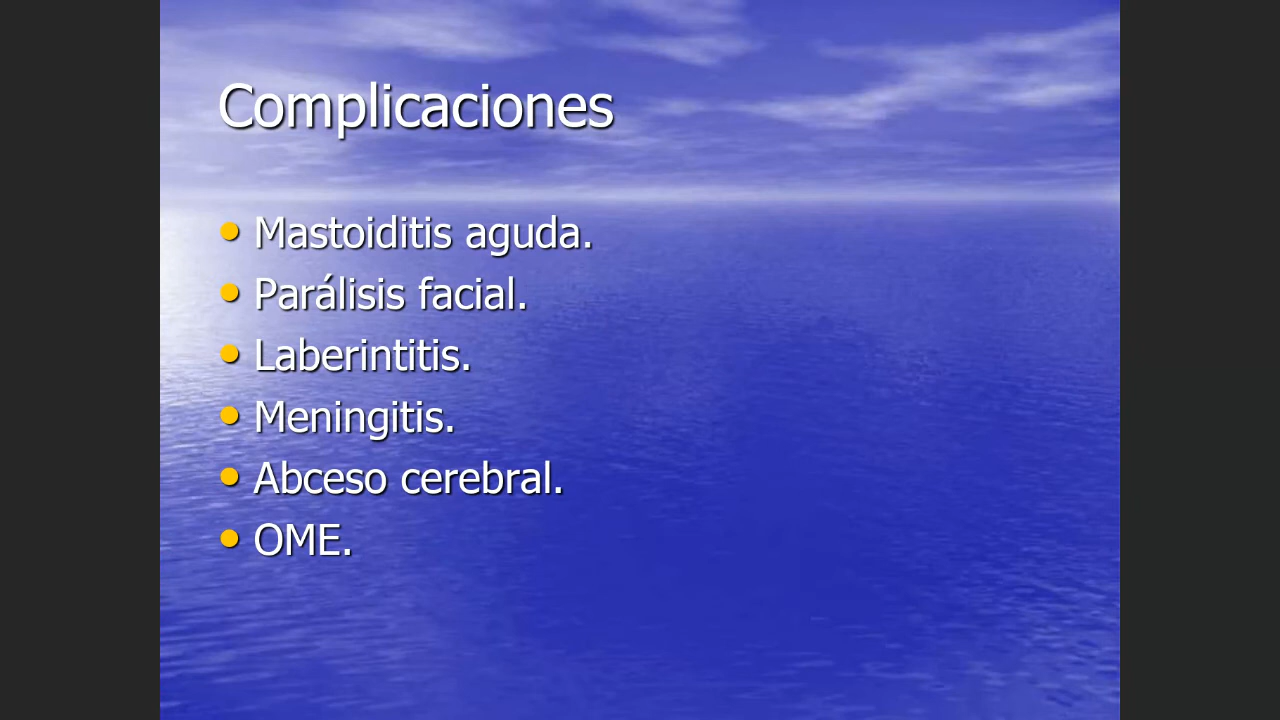 Complicaciones
• Mastoiditis aguda.
• Parálisis facial.
• Laberintitis.
• Meningitis.
• Abceso cerebral.
• OME.